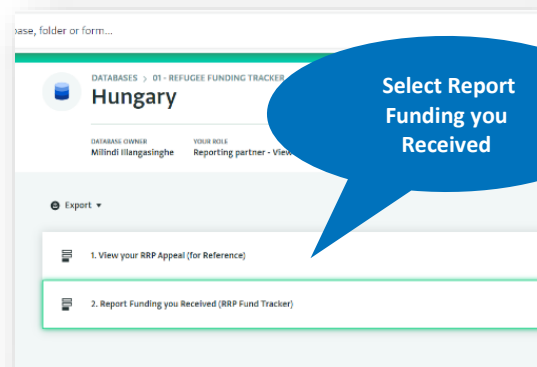 base, folder or form...
DATABASES > 01 - REFUGEE FUNDING TRACKER
Hungary
DATABASE OWNER YOUR ROLE
Milindi Illangasinghe Reporting partner - View
Select Report
Funding you
Received
Export
1. View your RRP Appeal (for Reference)
2. Report Funding you Received (RRP Fund Tracker)